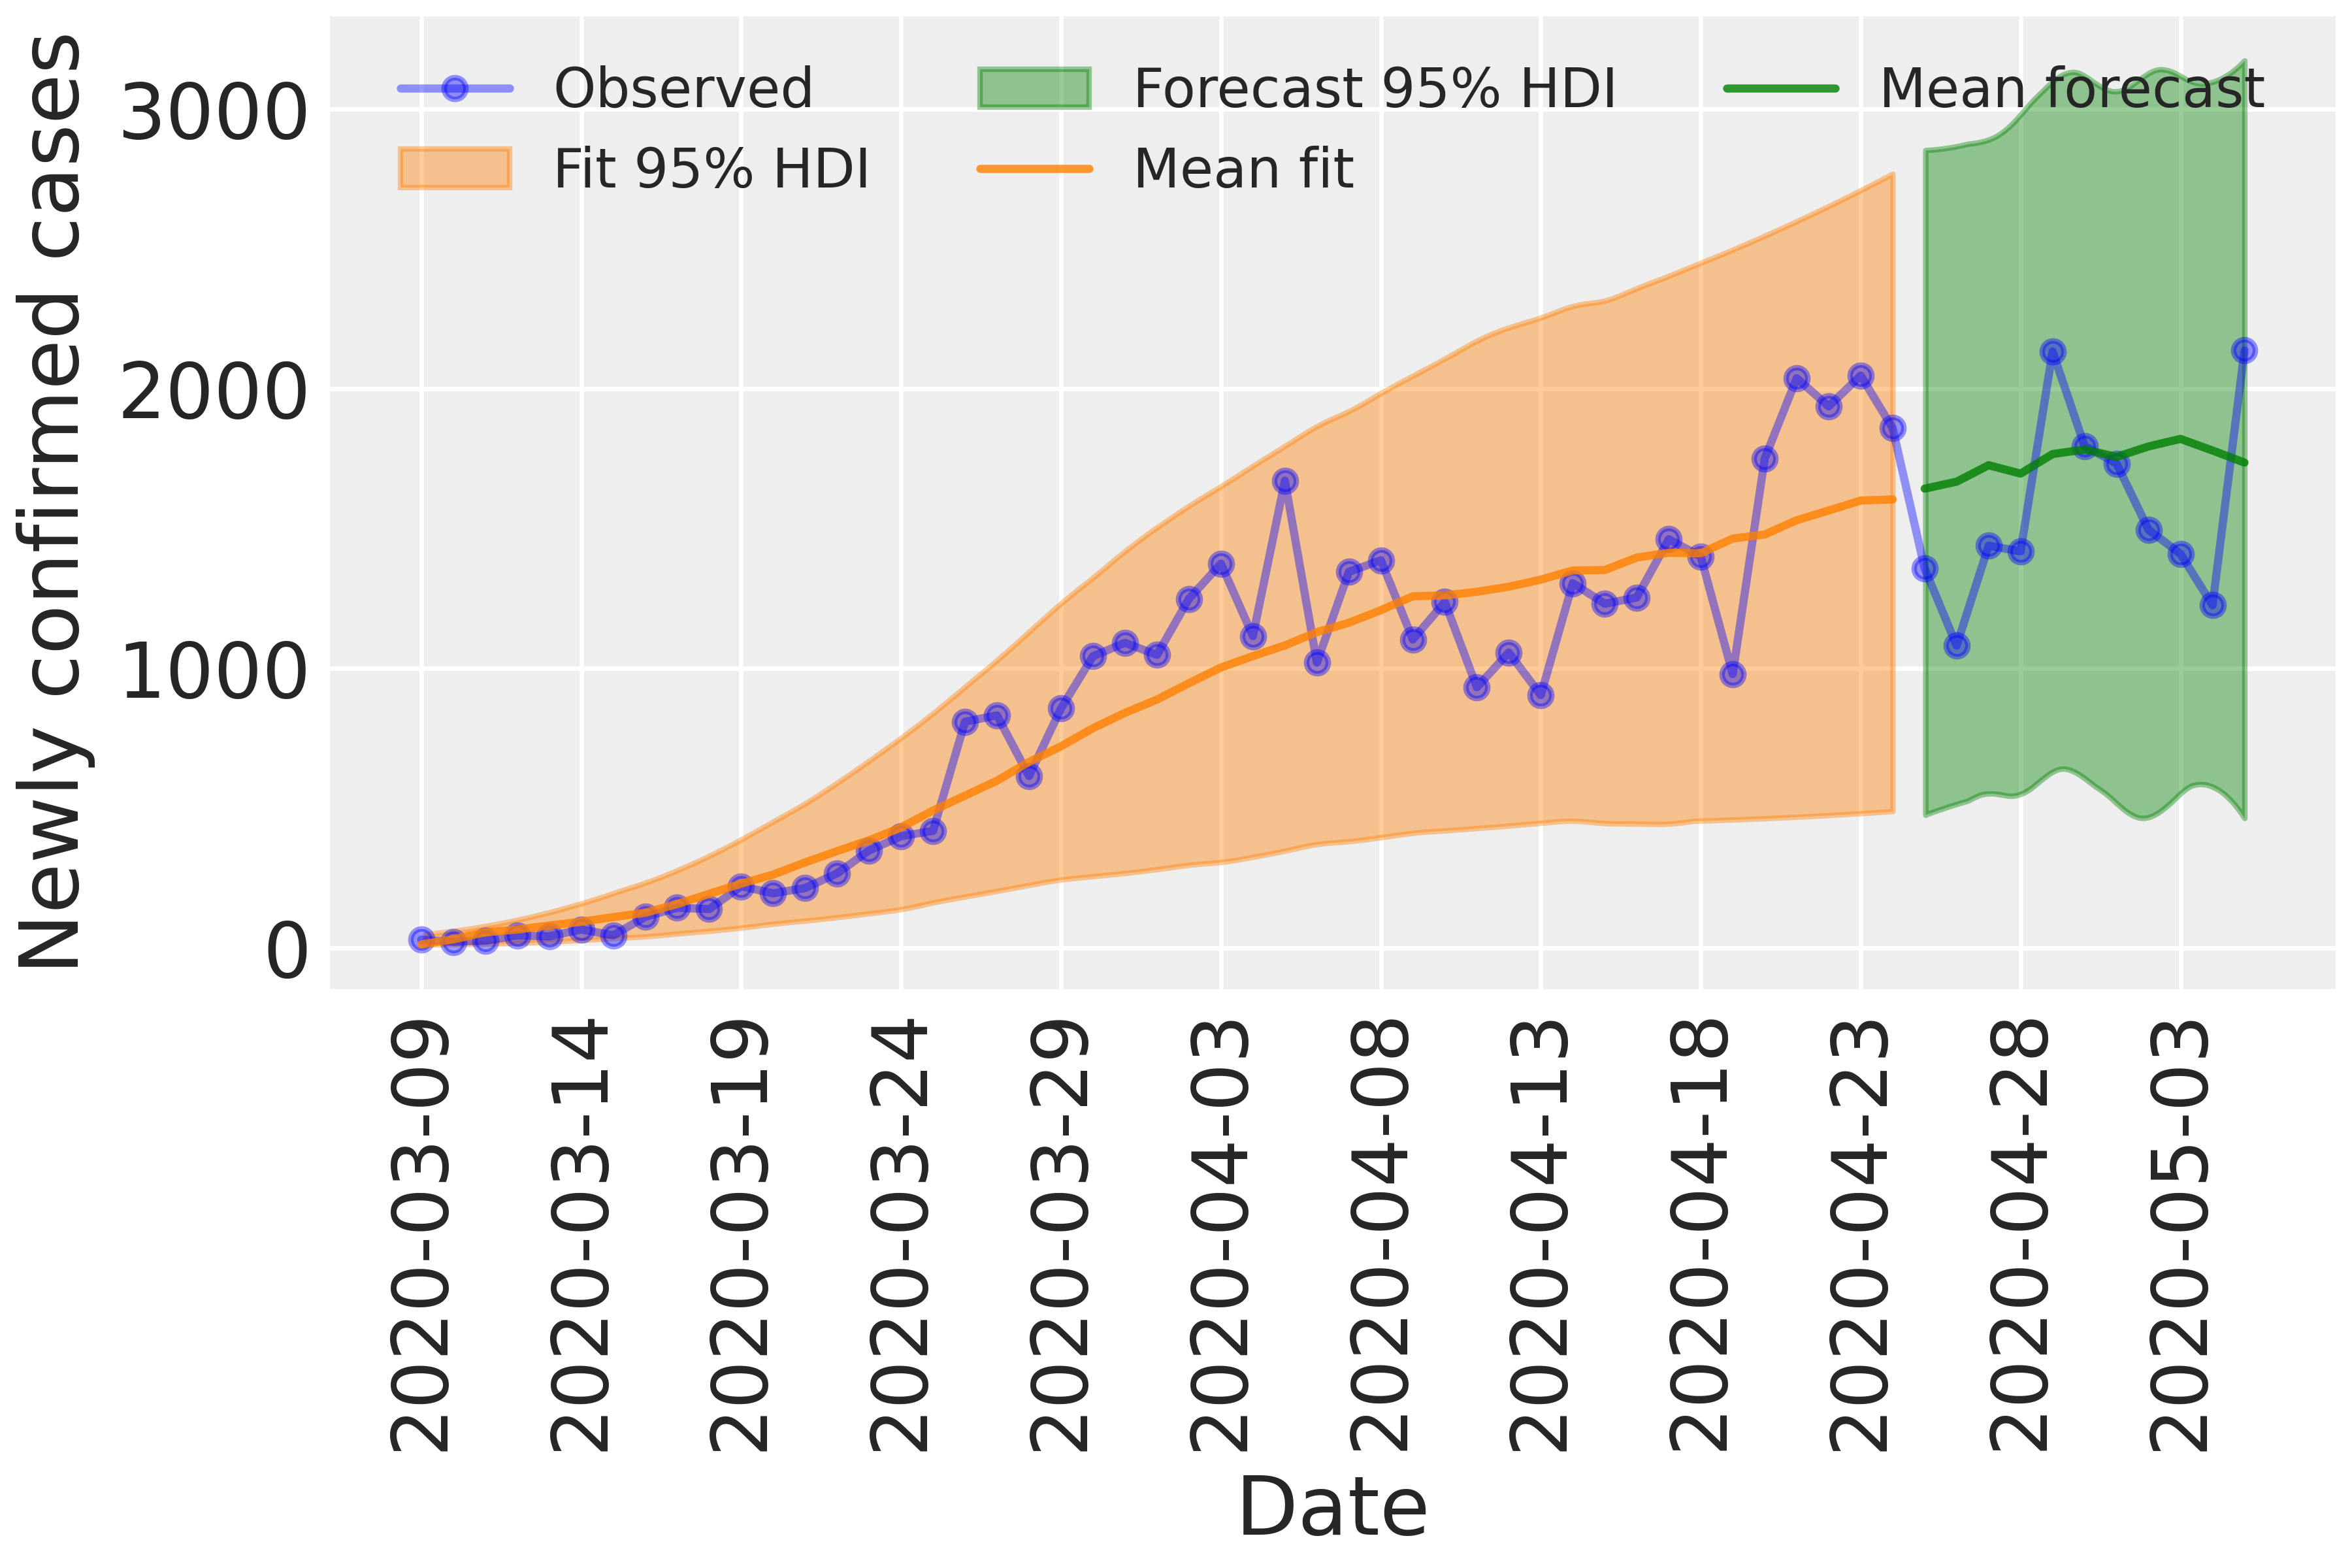 Newly confirmed cases
3000
2000
1000
0
Observed
Fit 95% HDI
Forecast 95% HDI
Mean fit
Mean forecast
2020-03-09
2020-03-14
2020-03-19
2020-03-24
2020-03-29
2020-04-03
2020-04-08
2020-04-13
2020-04-18
2020-04-23
2020-04-28
2020-05-03
Date